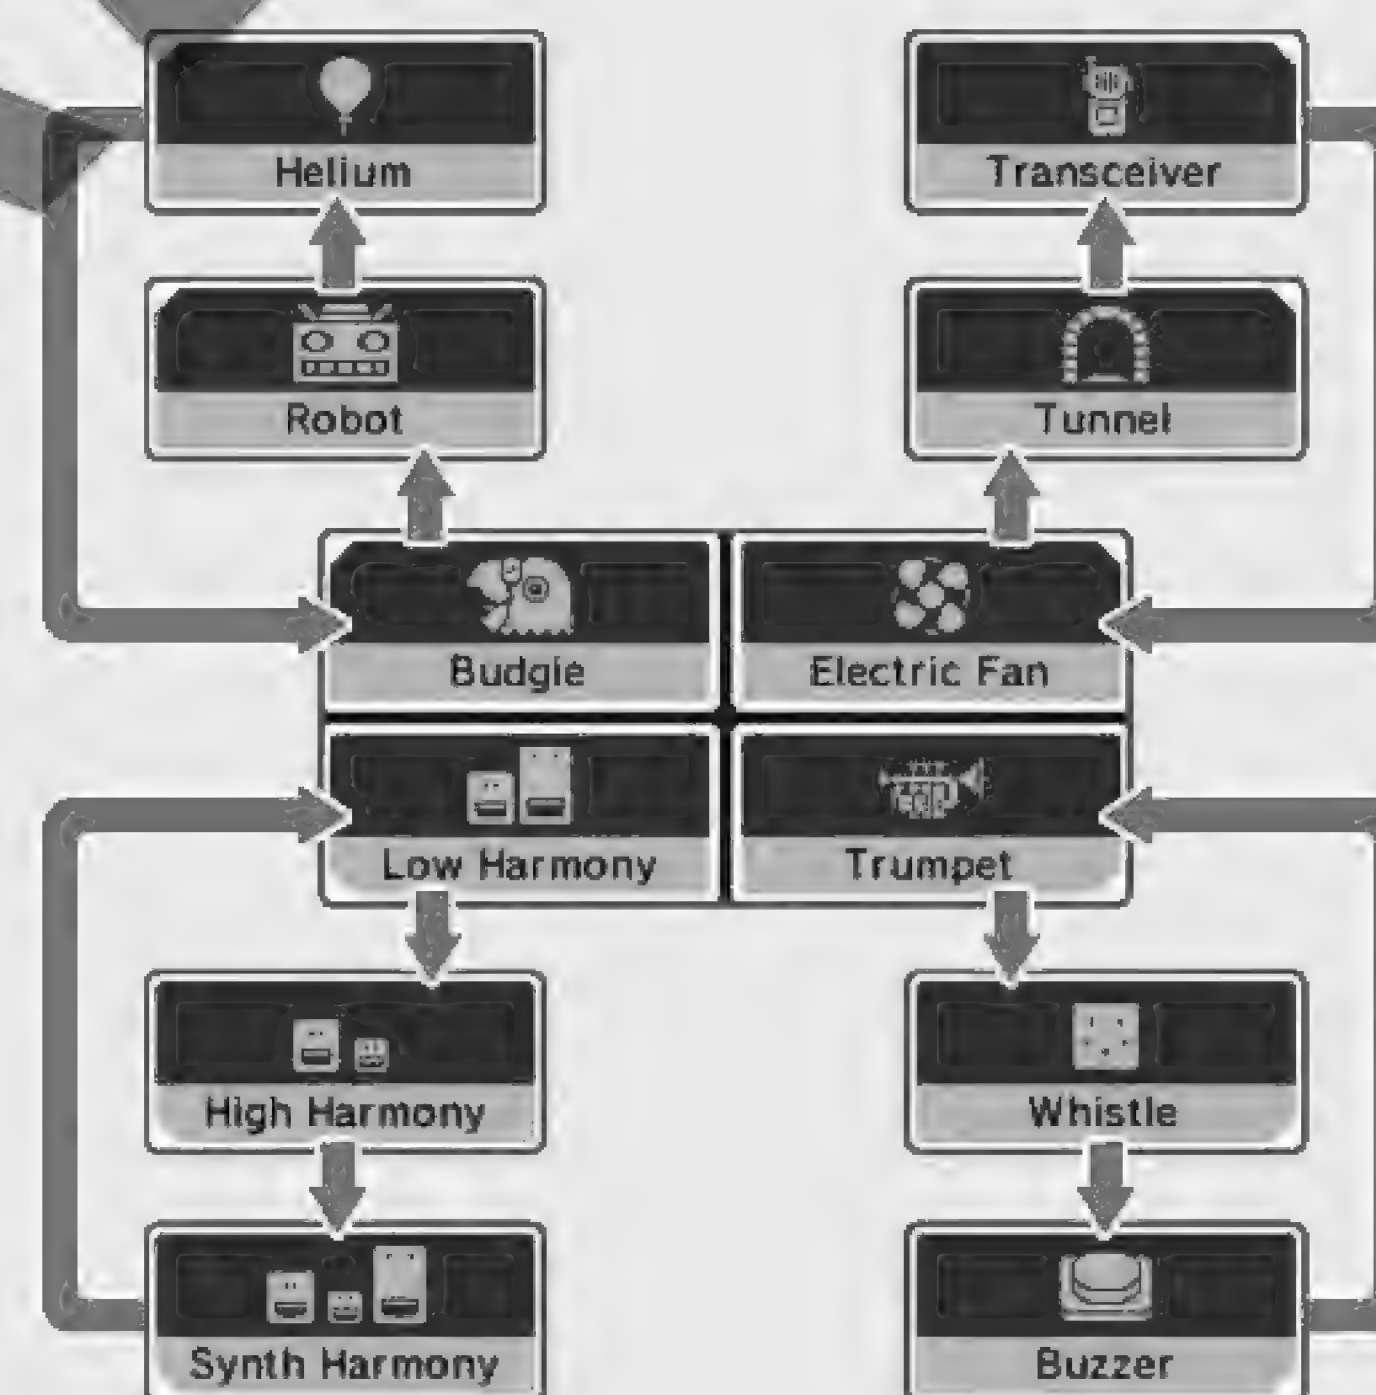 Helium
Transceiver
Robot
Tunnel
Budgie
Electric Fan
Low Harmony
Trumpet
High Harmony
Whistle
Synth Harmony
Buzzer